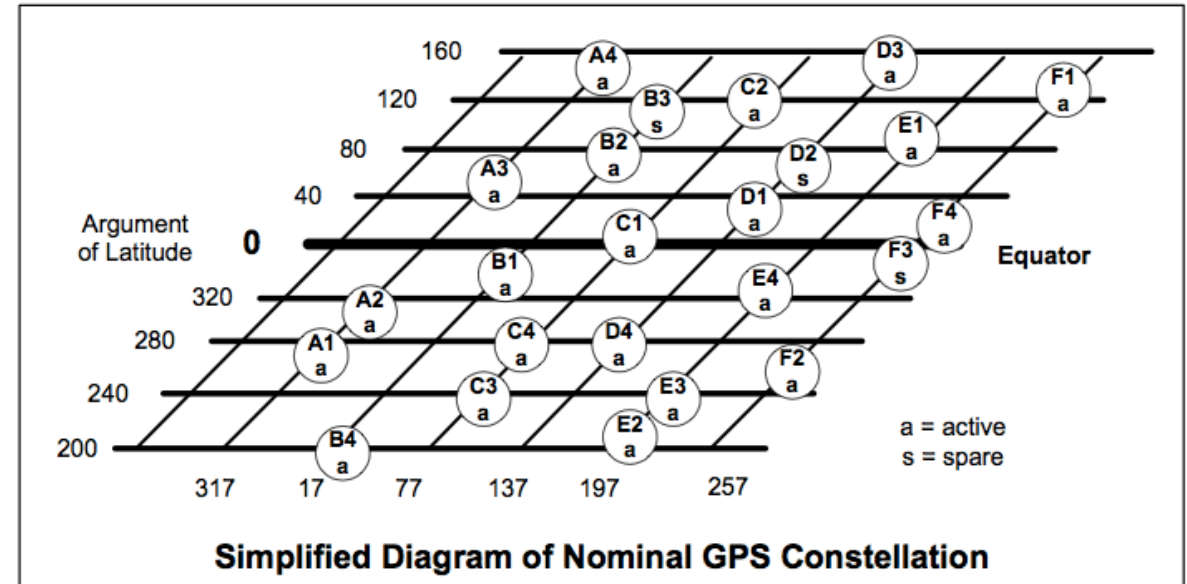 160
A4
a
D3
a
120
B3
s
C2
a
F1
a
80
B2
a
D2
s
E1
a
A3
a
40
D1
a
F4
a
Argument
of Latitude
0
C1
a
F3
s
Equator
B1
a
E4
a
320
A2
a
280
A1
a
C4
a
D4
a
F2
a
240
C3
a
E3
a
a = active
s = spare
200
B4
a
E2
a
317 17 77 137 197 257
Simplified Diagram of Nominal GPS Constellation